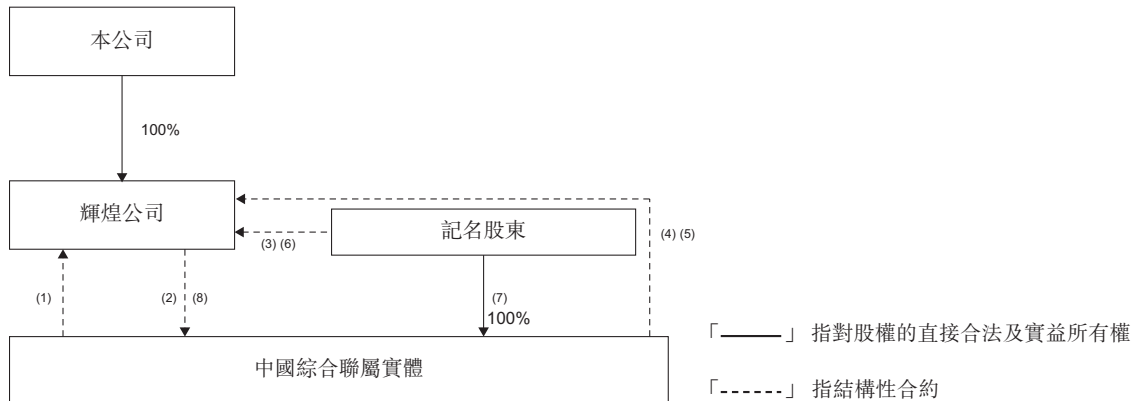 本公司
100%
輝煌公司
記名股東
(3) (6)
(4) (5)
(1)
(2)
(8)
(7)
100%
中國綜合聯屬實體
「——」 指對股權的直接合法及實益所有權
「------」 指結構性合約